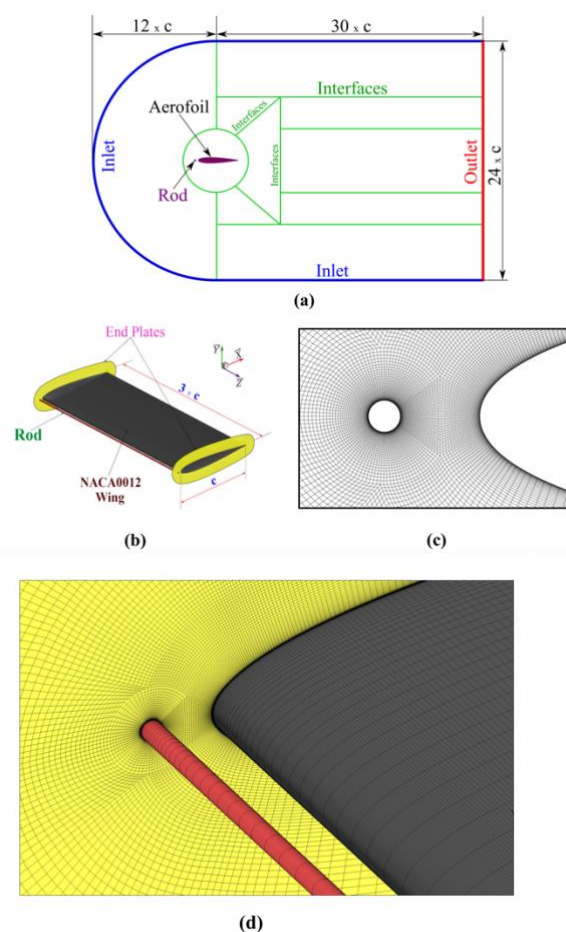 12 x c
30 x c
Interfaces
Aerofoil
Interfaces
Interfaces
Inlet
Rod
Outlet
24 x c
Inlet
(a)
End Plates
Y
X
Z
3 x c
Rod
NACA0012
Wing
c
(b)
(c)
(d)